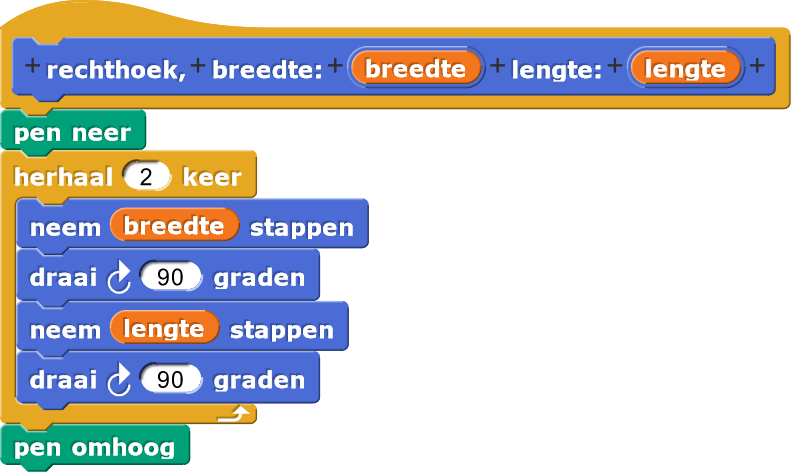 + rechthoek, + breedte: + breedte + lengte: + lengte +
pen neer
herhaal 2 keer
neem breedte stappen
draai 90 graden
neem lengte stappen
draai 90 graden
pen omhoog